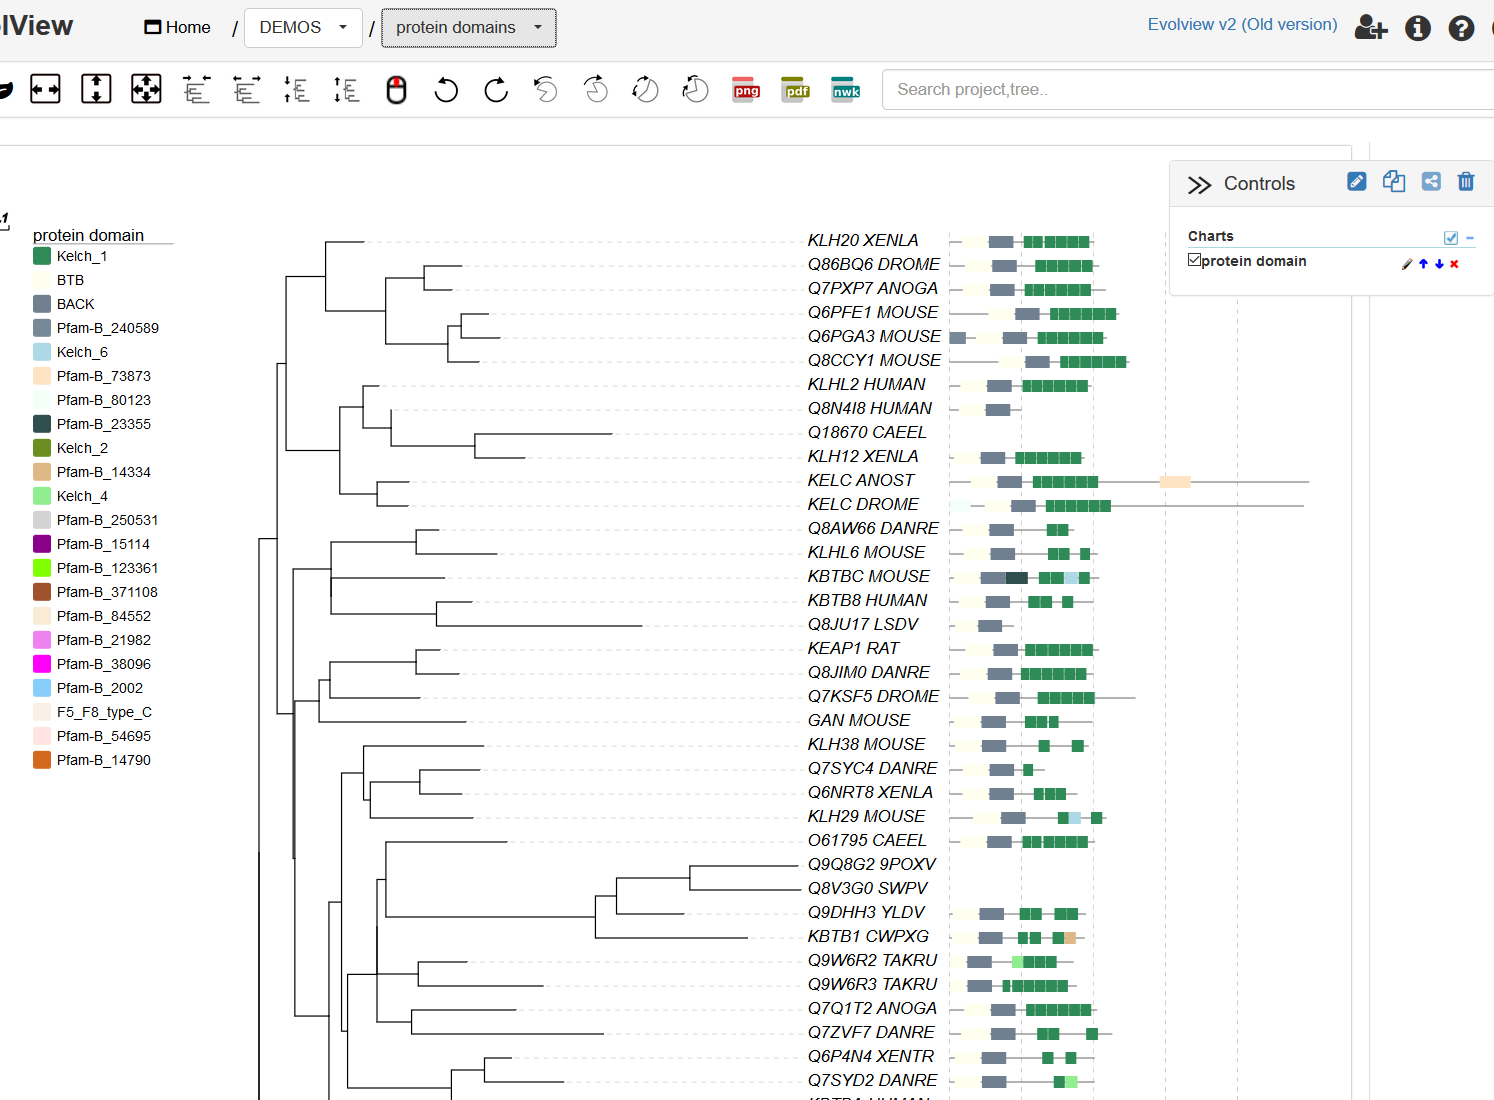 lView
Home / DEMOS / protein domains
Evolview v2 (Old version)
png pdf nwk
Search project,tree..
Controls
Charts
protein domain
protein domain
Kelch_1
BTB
BACK
Pfam-B_240589
Kelch_6
Pfam-B_73873
Pfam-B_80123
Pfam-B_23355
Kelch_2
Pfam-B_14334
Kelch_4
Pfam-B_250531
Pfam-B_15114
Pfam-B_123361
Pfam-B_371108
Pfam-B_84552
Pfam-B_21982
Pfam-B_38096
Pfam-B_2002
F5_F8_type_C
Pfam-B_54695
Pfam-B_14790
KLH20 XENLA
Q86BQ6 DROME
Q7PXP7 ANOGA
Q6PFE1 MOUSE
Q6PGA3 MOUSE
Q8CCY1 MOUSE
KLHL2 HUMAN
Q8N4I8 HUMAN
Q18670 CAEEL
KLH12 XENLA
KELC ANOST
KELC DROME
Q8AW66 DANRE
KLHL6 MOUSE
KBTBC MOUSE
KBTB8 HUMAN
Q8JU17 LSDV
KEAP1 RAT
Q8JIM0 DANRE
Q7KSF5 DROME
GAN MOUSE
KLH38 MOUSE
Q7SYC4 DANRE
Q6NRT8 XENLA
KLH29 MOUSE
O61795 CAEEL
Q9Q8G2 9POXV
Q8V3G0 SWPV
Q9DHH3 YLDV
KBTB1 CWPXG
Q9W6R2 TAKRU
Q9W6R3 TAKRU
Q7Q1T2 ANOGA
Q7ZVF7 DANRE
Q6P4N4 XENTR
Q7SYD2 DANRE